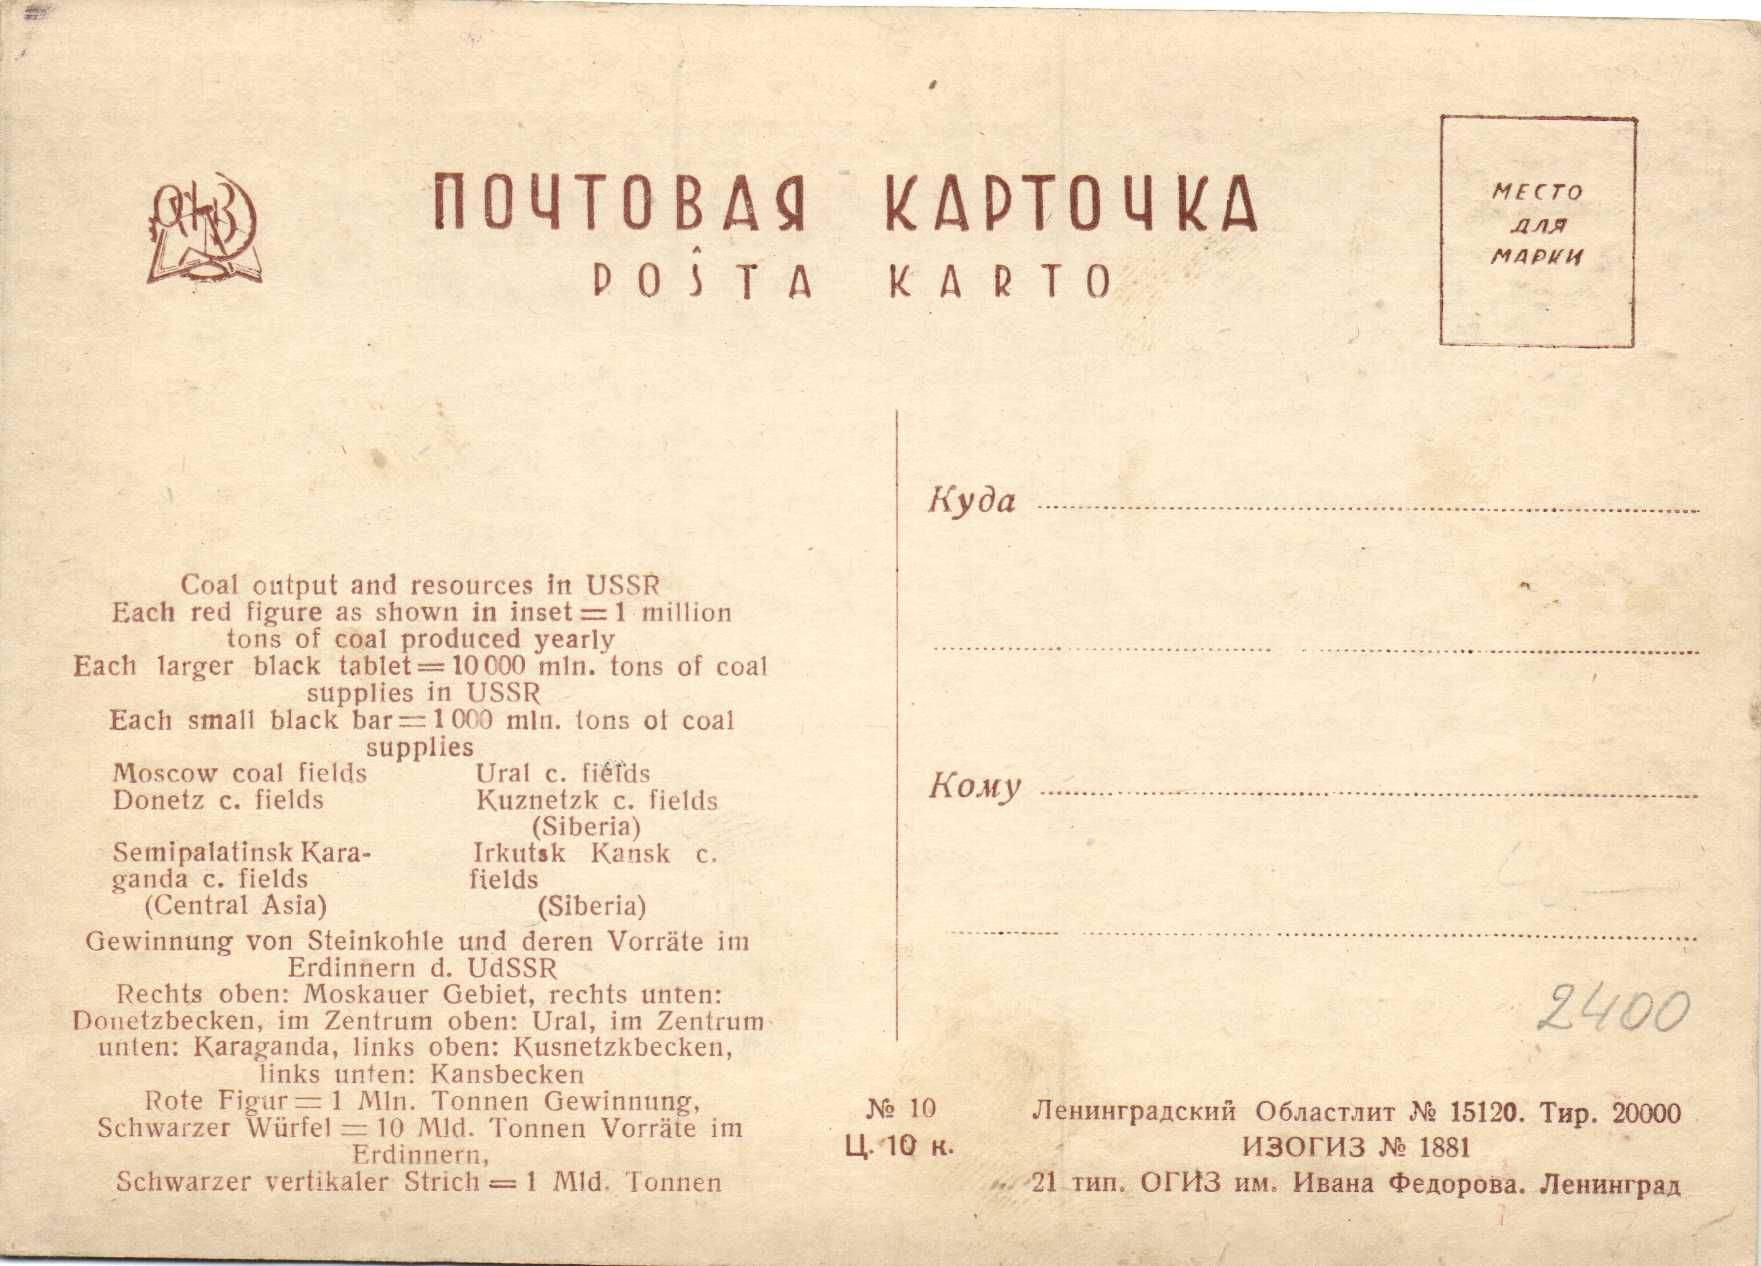 ПОЧТОВАЯ КАРТОЧКА
POŜTA KARTO
МЕСТО
ДЛЯ
МАРКИ
Coal output and resources in USSR
Each red figure as shown in inset = 1 million
tons of coal produced yearly
Each larger black tablet = 10 000 mln. tons of coal
supplies in USSR
Each small black bar = 1 000 mln. tons of coal
supplies
Moscow coal fields Ural c. fields
Donetz c. fields Kuznetzk c. fields
(Siberia)
Semipalatinsk Kara- Irkutsk Kansk c.
ganda c. fields fields
(Central Asia) (Siberia)
Gewinnung von Steinkohle und deren Vorräte im
Erdinnern d. UdSSR
Rechts oben: Moskauer Gebiet, rechts unten:
Donetzbecken, im Zentrum oben: Ural, im Zentrum
unten: Karaganda, links oben: Kusnetzkbecken,
links unten: Kansbecken
Rote Figur = 1 Mln. Tonnen Gewinnung,
Schwarzer Würfel = 10 Mld. Tonnen Vorräte im
Erdinnern,
Schwarzer vertikaler Strich = 1 Mld. Tonnen
Куда
Кому
2400
№ 10
Ц. 10 к.
Ленинградский Областлит № 15120. Тир. 20000
ИЗОГИЗ № 1881
21 тип. ОГИЗ им. Ивана Федорова. Ленинград